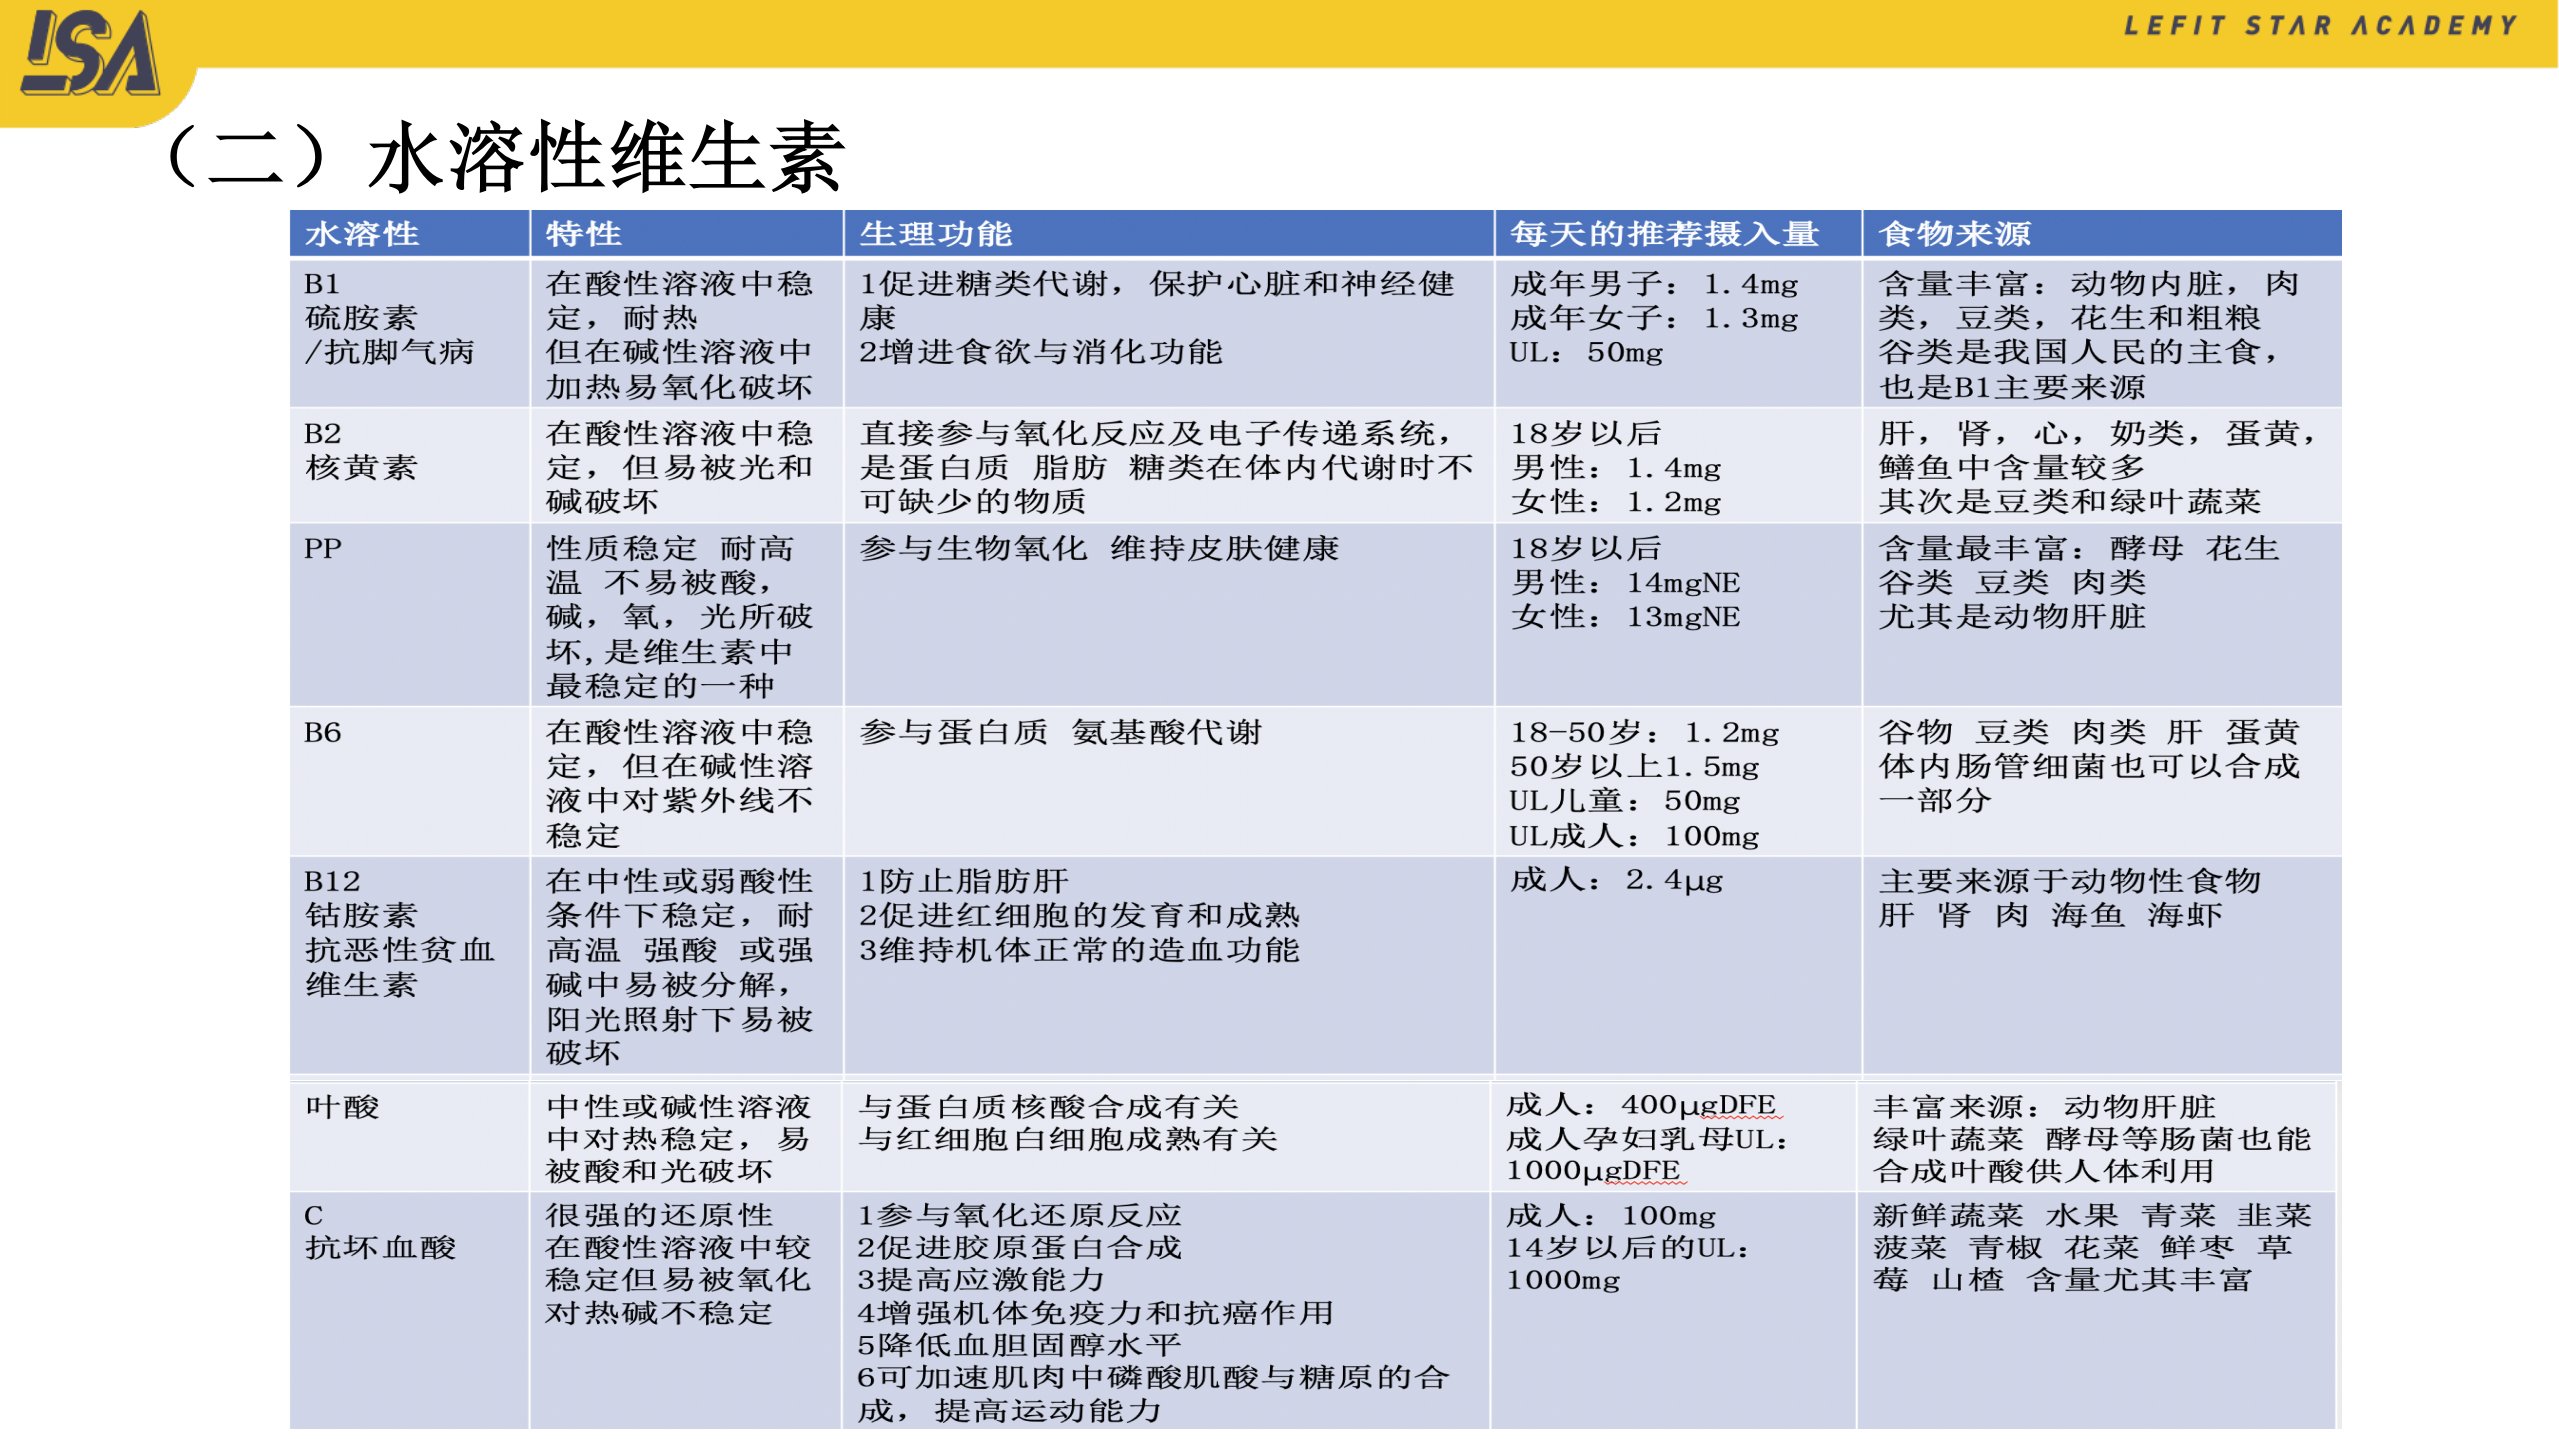 LSA
LEFIT STAR ACADEMY
（二）水溶性维生素
水溶性
特性
生理功能
每天的推荐摄入量
食物来源
B1
硫胺素
/抗脚气病
在酸性溶液中稳
定，耐热
但在碱性溶液中
加热易氧化破坏
1促进糖类代谢，保护心脏和神经健
康
2增进食欲与消化功能
成年男子：1.4mg
成年女子：1.3mg
UL：50mg
含量丰富：动物内脏，肉
类，豆类，花生和粗粮
谷类是我国人民的主食，
也是B1主要来源
B2
核黄素
在酸性溶液中稳
定，但易被光和
碱破坏
直接参与氧化反应及电子传递系统，
是蛋白质 脂肪 糖类在体内代谢时不
可缺少的物质
18岁以后
男性：1.4mg
女性：1.2mg
肝，肾，心，奶类，蛋黄，
鳝鱼中含量较多
其次是豆类和绿叶蔬菜
PP
性质稳定 耐高
温 不易被酸，
碱，氧，光所破
坏,是维生素中
最稳定的一种
参与生物氧化 维持皮肤健康
18岁以后
男性：14mgNE
女性：13mgNE
含量最丰富：酵母 花生
谷类 豆类 肉类
尤其是动物肝脏
B6
在酸性溶液中稳
定，但在碱性溶
液中对紫外线不
稳定
参与蛋白质 氨基酸代谢
18-50岁：1.2mg
50岁以上1.5mg
UL儿童：50mg
UL成人：100mg
谷物 豆类 肉类 肝 蛋黄
体内肠管细菌也可以合成
一部分
B12
钴胺素
抗恶性贫血
维生素
在中性或弱酸性
条件下稳定，耐
高温 强酸 或强
碱中易被分解，
阳光照射下易被
破坏
1防止脂肪肝
2促进红细胞的发育和成熟
3维持机体正常的造血功能
成人：2.4μg
主要来源于动物性食物
肝 肾 肉 海鱼 海虾
叶酸
中性或碱性溶液
中对热稳定，易
被酸和光破坏
与蛋白质核酸合成有关
与红细胞白细胞成熟有关
成人：400μgDFE
成人孕妇乳母UL：
1000μgDFE
丰富来源：动物肝脏
绿叶蔬菜 酵母等肠菌也能
合成叶酸供人体利用
C
抗坏血酸
很强的还原性
在酸性溶液中较
稳定但易被氧化
对热碱不稳定
1参与氧化还原反应
2促进胶原蛋白合成
3提高应激能力
4增强机体免疫力和抗癌作用
5降低血胆固醇水平
6可加速肌肉中磷酸肌酸与糖原的合
成，提高运动能力
成人：100mg
14岁以后的UL：
1000mg
新鲜蔬菜 水果 青菜 韭菜
菠菜 青椒 花菜 鲜枣 草
莓 山楂 含量尤其丰富